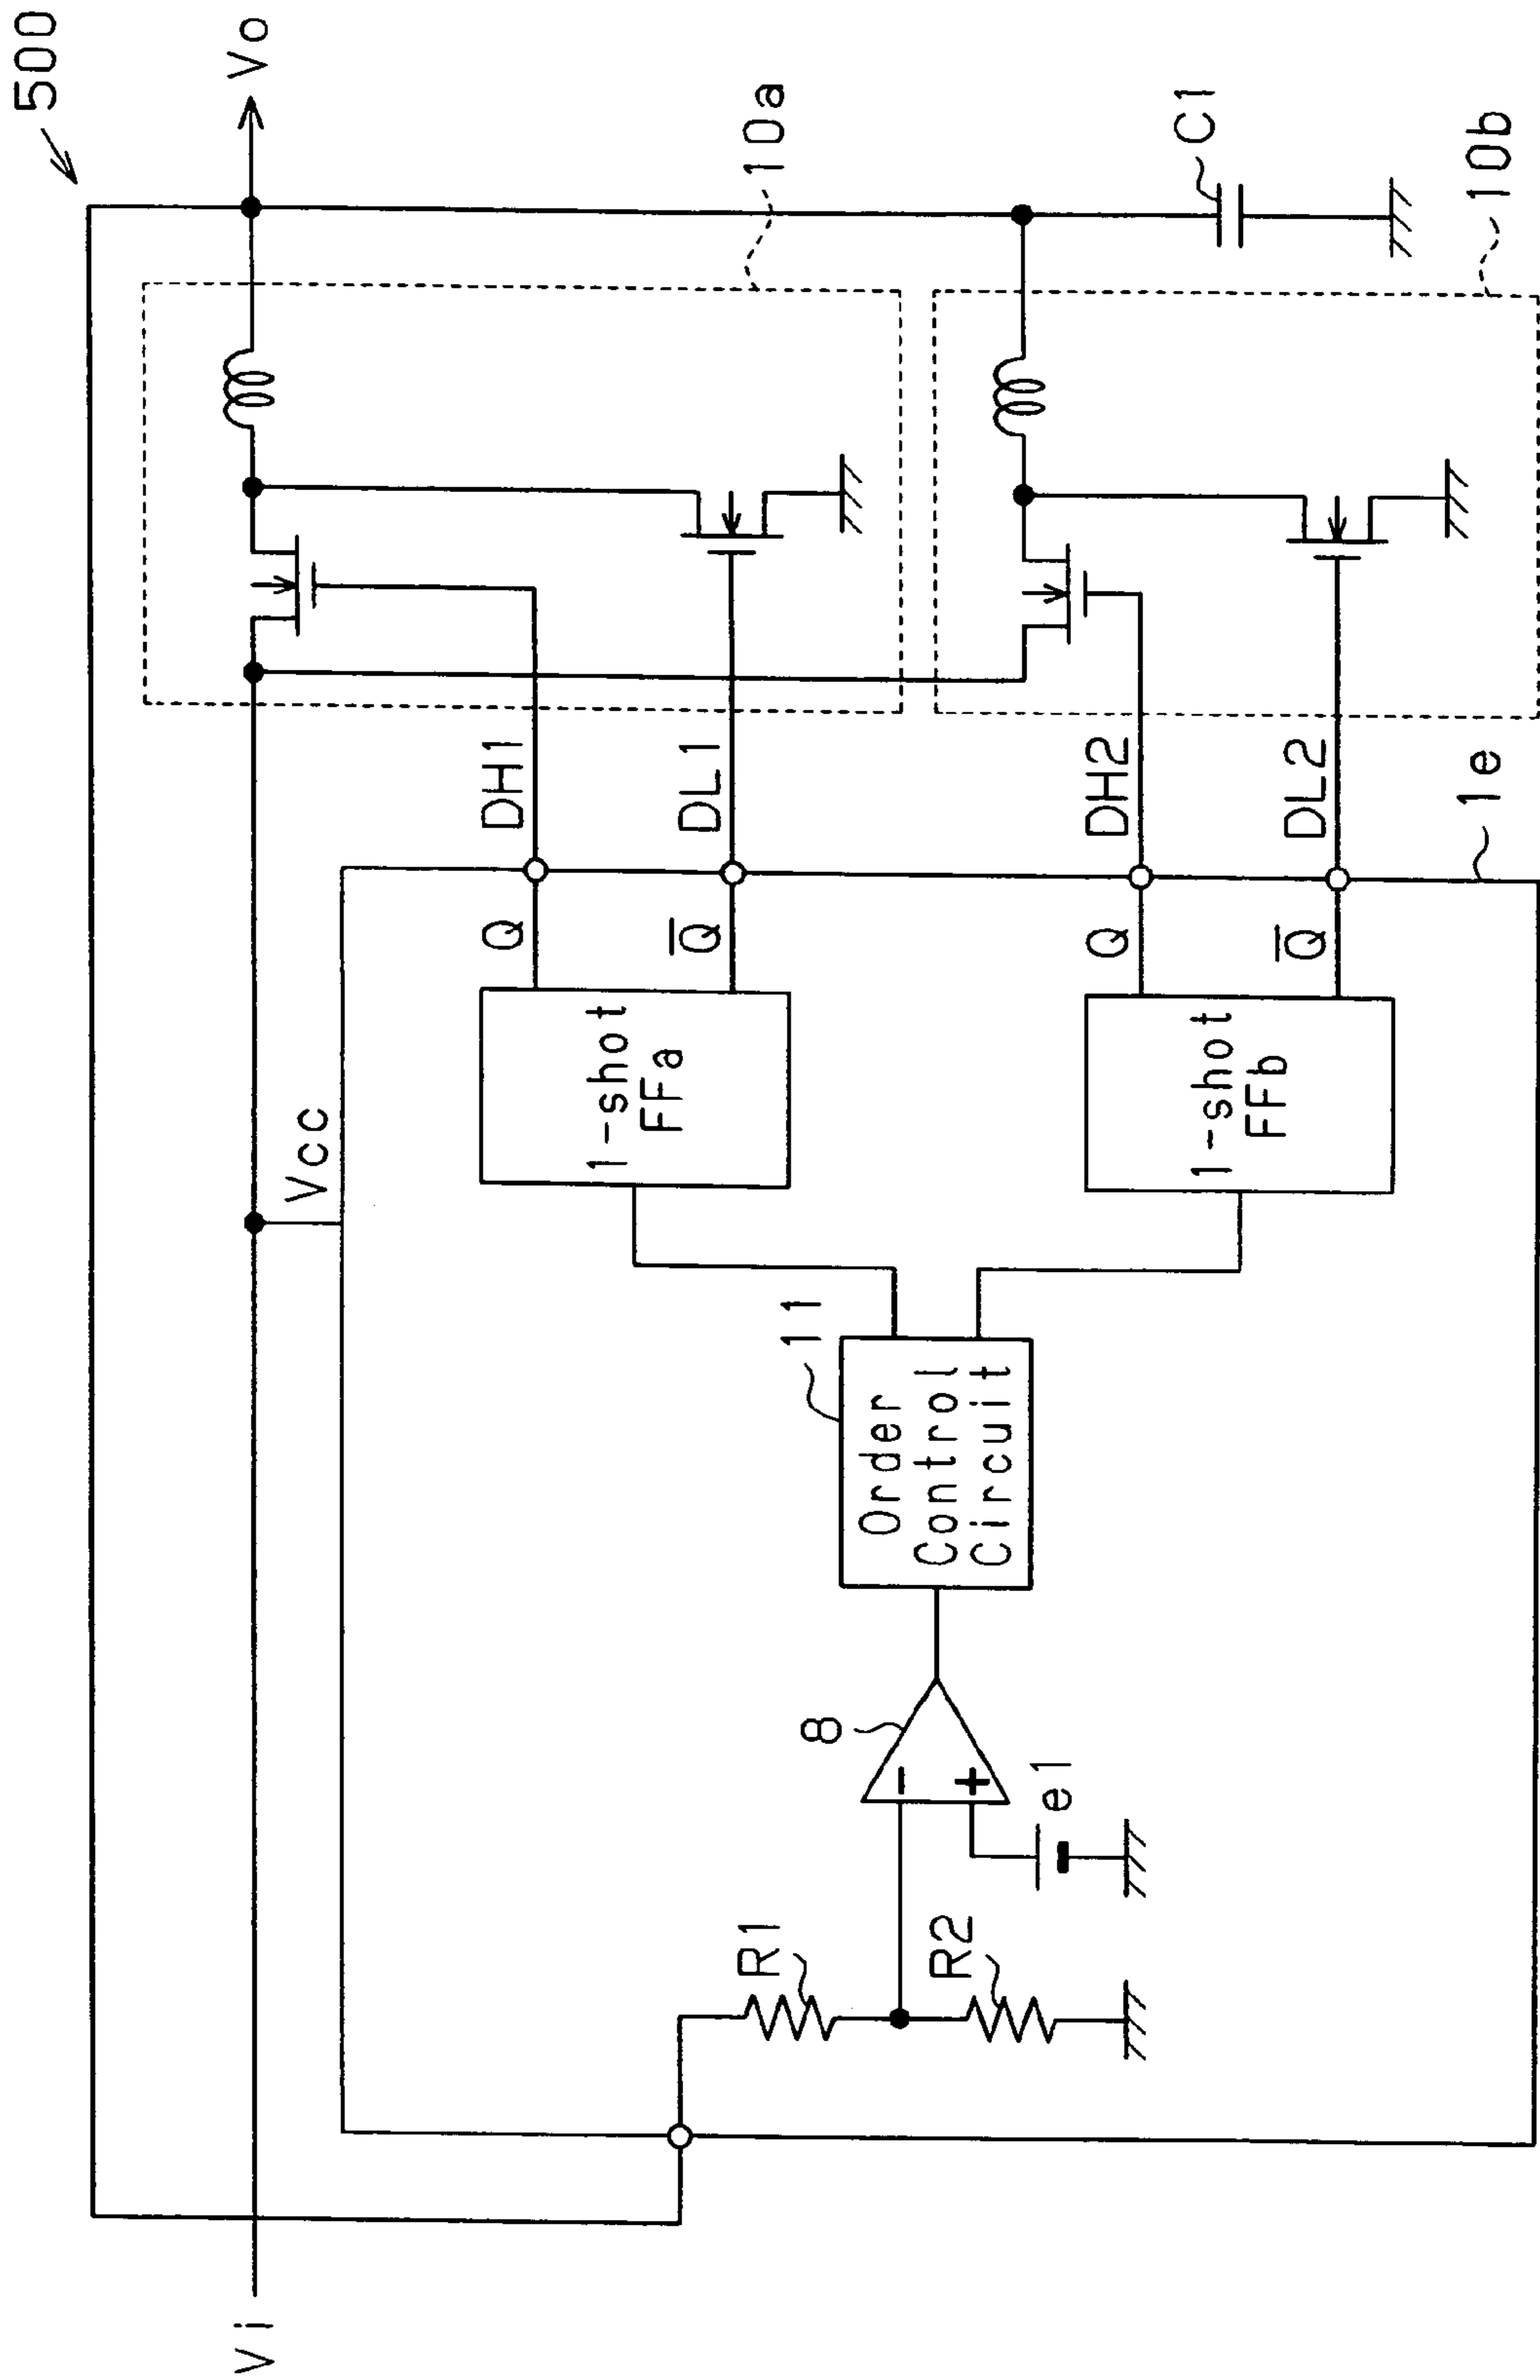 500
Vi
Vo
Vcc
10a
DH1
Q
1-shot
FFa
DL1
Q̅
11
Order
Control
Circuit
8
−
+
e1
R1
R2
DH2
Q
1-shot
FFb
DL2
Q̅
C1
10b
1e